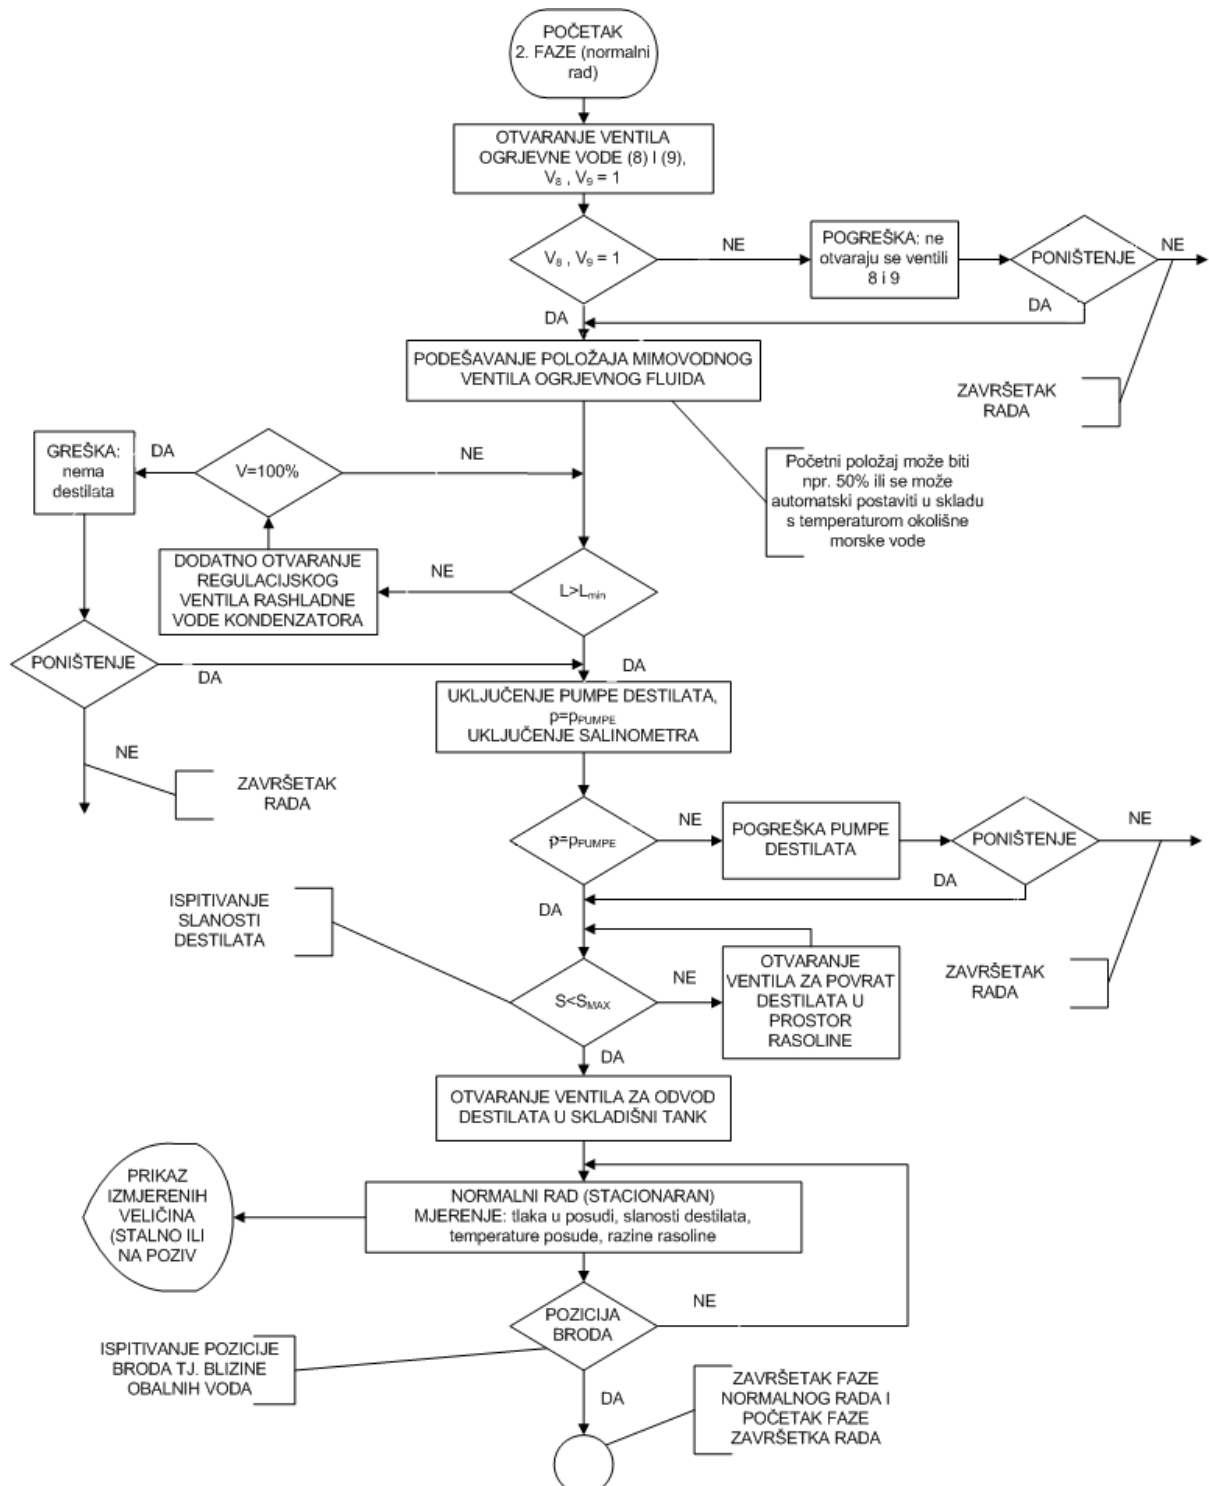 POČETAK
2. FAZE (normalni
rad)
OTVARANJE VENTILA
OGRJEVNE VODE (8) I (9),
V8 , V9 = 1
V8 , V9 = 1
NE
POGREŠKA: ne
otvaraju se ventili
8 i 9
PONIŠTENJE
NE
DA
DA
PODEŠAVANJE POLOŽAJA MIMOVODNOG
VENTILA OGRJEVNOG FLUIDA
ZAVRŠETAK
RADA
GREŠKA:
nema
destilata
DA
V=100%
NE
Početni položaj može biti
npr. 50% ili se može
automatski postaviti u skladu
s temperaturom okolišne
morske vode
DODATNO OTVARANJE
REGULACIJSKOG
VENTILA RASHLADNE
VODE KONDENZATORA
NE
L>Lmin
PONIŠTENJE
DA
DA
UKLJUČENJE PUMPE DESTILATA,
p=pPUMPE
UKLJUČENJE SALINOMETRA
NE
ZAVRŠETAK
RADA
p=pPUMPE
NE
POGREŠKA PUMPE
DESTILATA
PONIŠTENJE
NE
DA
DA
ISPITIVANJE
SLANOSTI
DESTILATA
S<SMAX
NE
OTVARANJE
VENTILA ZA POVRAT
DESTILATA U
PROSTOR
RASOLINE
ZAVRŠETAK
RADA
DA
OTVARANJE VENTILA ZA ODVOD
DESTILATA U SKLADIŠNI TANK
PRIKAZ
IZMJERENIH
VELIČINA
(STALNO ILI
NA POZIV
NORMALNI RAD (STACIONARAN)
MJERENJE: tlaka u posudi, slanosti destilata,
temperature posude, razine rasoline
POZICIJA
BRODA
NE
ISPITIVANJE POZICIJE
BRODA TJ. BLIZINE
OBALNIH VODA
DA
ZAVRŠETAK FAZE
NORMALNOG RADA I
POČETAK FAZE
ZAVRŠETKA RADA